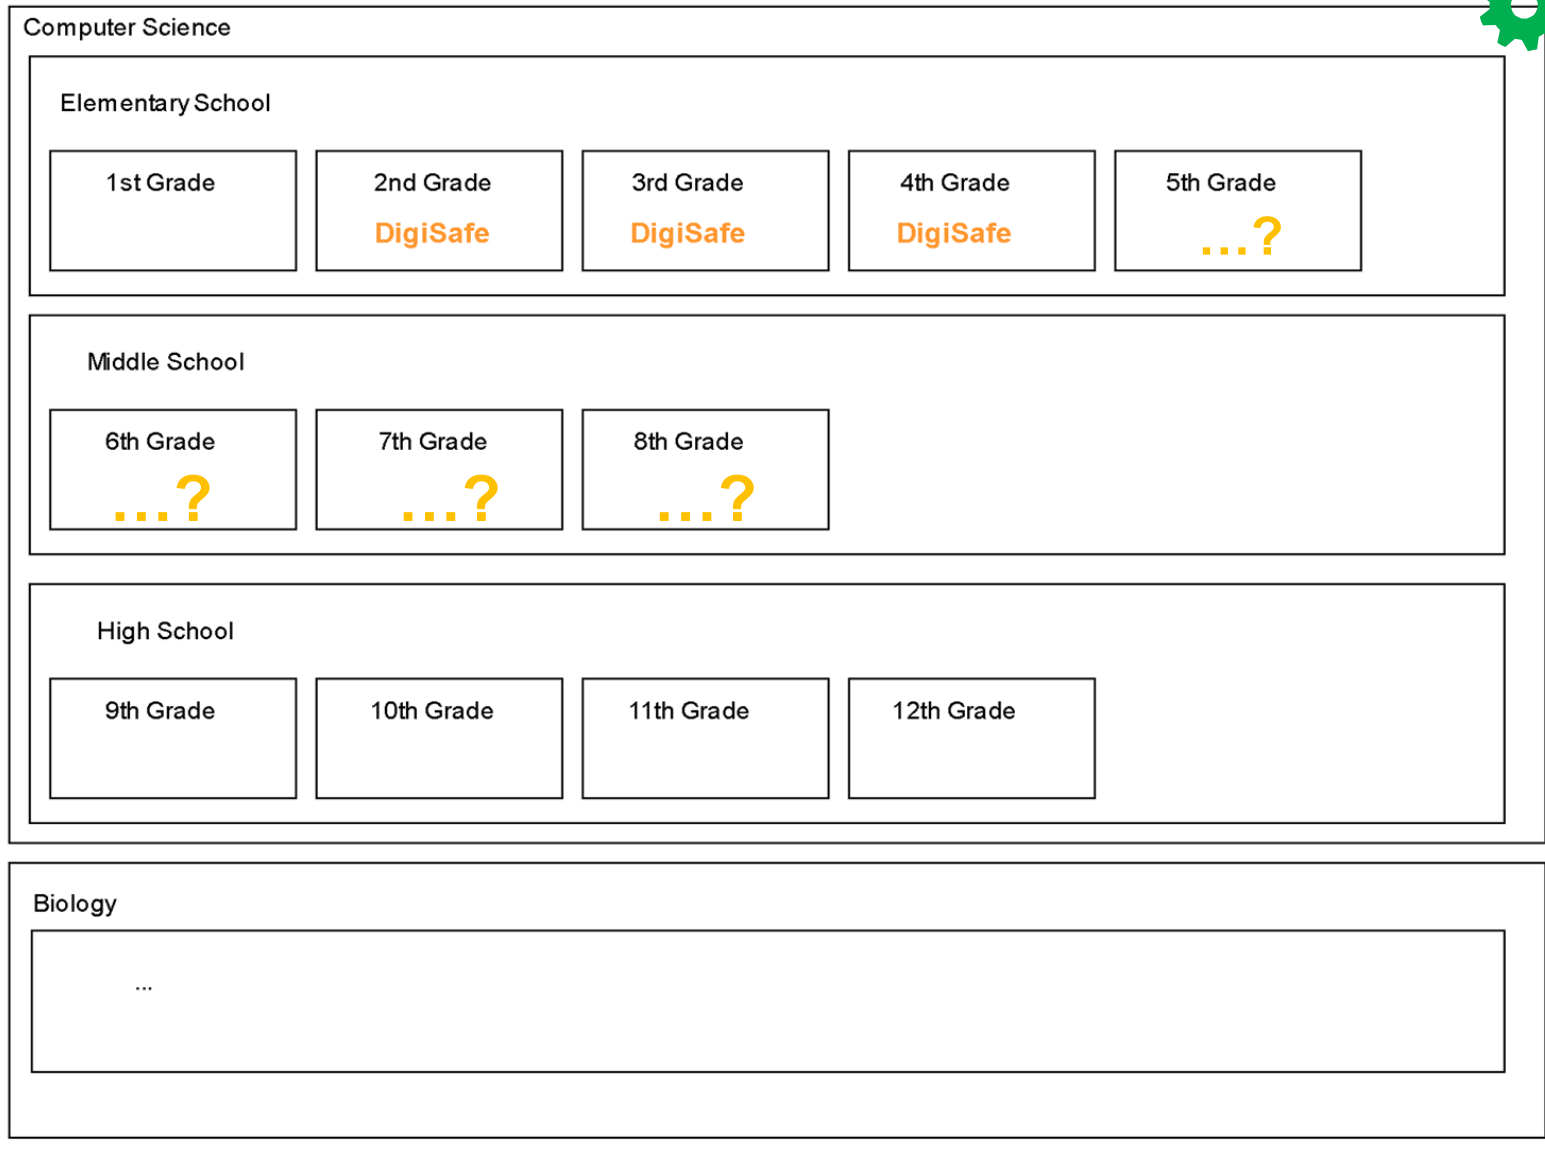 Computer Science
Elementary School
1st Grade
2nd Grade
DigiSafe
3rd Grade
DigiSafe
4th Grade
DigiSafe
5th Grade
...?
Middle School
6th Grade
...?
7th Grade
...?
8th Grade
...?
High School
9th Grade
10th Grade
11th Grade
12th Grade
Biology
...